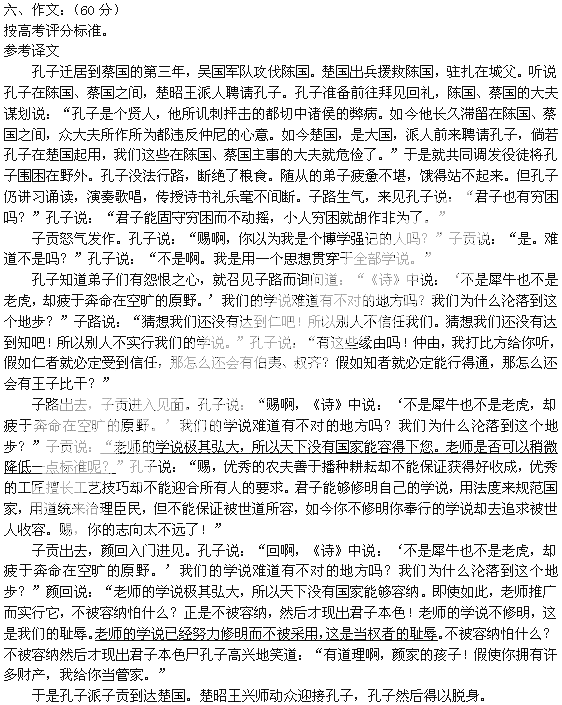 六、作文：（60分）
按高考评分标准。
参考译文
孔子迁居到蔡国的第三年，吴国军队攻伐陈国。楚国出兵援救陈国，驻扎在城父。听说
孔子在陈国、蔡国之间，楚昭王派人聘请孔子。孔子准备前往拜见回礼，陈国、蔡国的大夫
谋划说：“孔子是个贤人，他所讥刺抨击的都切中诸侯的弊病。如今他长久滞留在陈国、蔡
国之间，众大夫所作所为都违反仲尼的心意。如今楚国，是大国，派人前来聘请孔子，倘若
孔子在楚国起用，我们这些在陈国、蔡国主事的大夫就危俭了。”于是就共同调发役徒将孔
子围困在野外。孔子没法行路，断绝了粮食。随从的弟子疲惫不堪，饿得站不起来。但孔子
仍讲习诵读，演奏歌唱，传授诗书礼乐毫不间断。子路生气，来见孔子说：“君子也有穷困
吗？”孔子说：“君子能固守穷困而不动摇，小人穷困就胡作非为了。”
子贡怒气发作。孔子说：“赐啊，你以为我是个博学强记的人吗？”子贡说：“是。难
道不是吗？”孔子说：“不是啊。我是用一个思想贯穿于全部学说。”
孔子知道弟子们有怨恨之心，就召见子路而询问道：“《诗》中说：‘不是犀牛也不是
老虎，却疲于奔命在空旷的原野。’我们的学说难道有不对的地方吗？我们为什么沦落到这
个地步？”子路说：“猜想我们还没有达到仁吧！所以别人不信任我们。猜想我们还没有达
到知吧！所以别人不实行我们的学说。”孔子说：“有这些缘由吗！仲由，我打比方给你听，
假如仁者就必定受到信任，那怎么还会有伯夷、叔齐？假如知者就必定能行得通，那怎么还
会有王子比干？”
子路出去，子贡进入见面。孔子说：“赐啊，《诗》中说：‘不是犀牛也不是老虎，却
疲于奔命在空旷的原野。’我们的学说难道有不对的地方吗？我们为什么沦落到这个地
步？”子贡说：“老师的学说极其弘大，所以天下没有国家能容得下您。老师是否可以稍微
降低一点标准呢？”孔子说：“赐，优秀的农夫善于播种耕耘却不能保证获得好收成，优秀
的工匠擅长工艺技巧却不能迎合所有人的要求。君子能够修明自己的学说，用法度来规范国
家，用道统来治理臣民，但不能保证被世道所容，如今你不修明你奉行的学说却去追求被世
人收容。赐，你的志向太不远了！”
子贡出去，颜回入门进见。孔子说：“回啊，《诗》中说：‘不是犀牛也不是老虎，却
疲于奔命在空旷的原野。’我们的学说难道有不对的地方吗？我们为什么沦落到这个地
步？”颜回说：“老师的学说极其弘大，所以天下没有国家能够容纳。即使如此，老师推广
而实行它，不被容纳怕什么？正是不被容纳，然后才现出君子本色！老师的学说不修明，这
是我们的耻辱。老师的学说已经努力修明而不被采用，这是当权者的耻辱。不被容纳怕什么？
不被容纳然后才现出君子本色尸孔子高兴地笑道：“有道理啊，颜家的孩子！假使你拥有许
多财产，我给你当管家。”
于是孔子派子贡到达楚国。楚昭王兴师动众迎接孔子，孔子然后得以脱身。